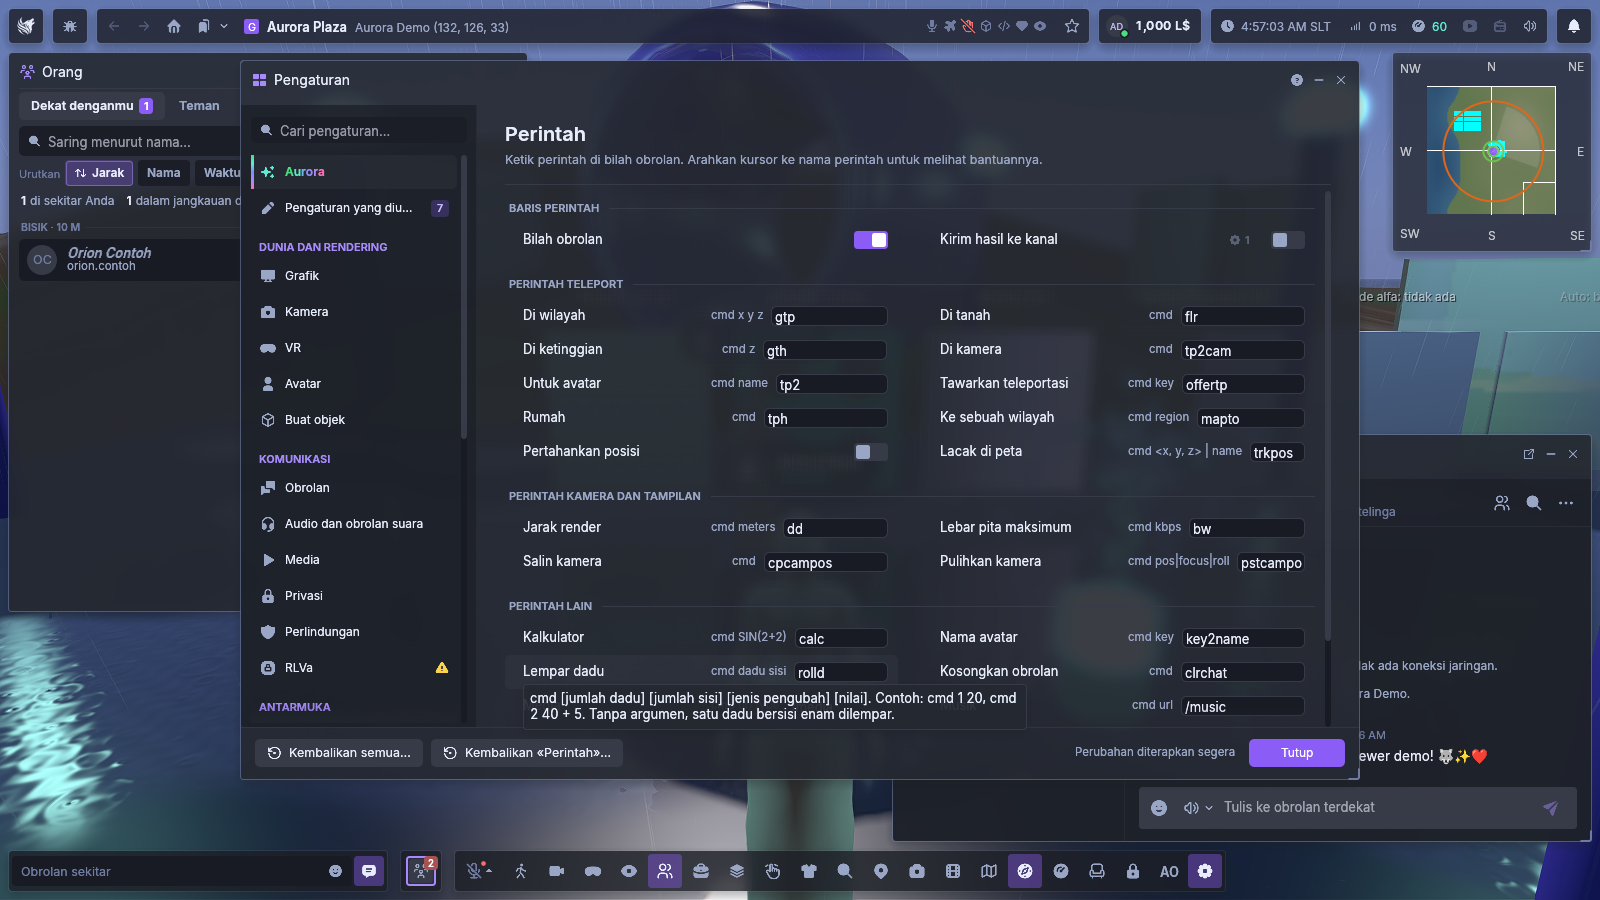 Aurora Plaza
Aurora Demo (132, 126, 33)
AD
1,000 L$
4:57:03 AM SLT
0 ms
60
Orang
Dekat denganmu 1
Teman
Saring menurut nama...
Urutkan
Jarak
Nama
1 di sekitar Anda
1 dalam jangkauan
BISIK · 10 M
OC
Orion Contoh
orion.contoh
Pengaturan
Cari pengaturan...
Aurora
Pengaturan yang diu...
7
DUNIA DAN RENDERING
Grafik
Kamera
VR
Avatar
Buat objek
KOMUNIKASI
Obrolan
Audio dan obrolan suara
Media
Privasi
Perlindungan
RLVa
ANTARMUKA
Perintah
Ketik perintah di bilah obrolan. Arahkan kursor ke nama perintah untuk melihat bantuannya.
BARIS PERINTAH
Bilah obrolan
Kirim hasil ke kanal
1
PERINTAH TELEPORT
Di wilayah cmd x y z gtp
Di tanah cmd flr
Di ketinggian cmd z gth
Di kamera cmd tp2cam
Untuk avatar cmd name tp2
Tawarkan teleportasi cmd key offertp
Rumah cmd tph
Ke sebuah wilayah cmd region mapto
Pertahankan posisi
Lacak di peta cmd <x, y, z> | name trkpos
PERINTAH KAMERA DAN TAMPILAN
Jarak render cmd meters dd
Lebar pita maksimum cmd kbps bw
Salin kamera cmd cpcampos
Pulihkan kamera cmd pos|focus|roll pstcampo
PERINTAH LAIN
Kalkulator cmd SIN(2+2) calc
Nama avatar cmd key key2name
Lempar dadu cmd dadu sisi rolld
Kosongkan obrolan cmd clrchat
cmd [jumlah dadu] [jumlah sisi] [jenis pengubah] [nilai]. Contoh: cmd 1 20, cmd
2 40 + 5. Tanpa argumen, satu dadu bersisi enam dilempar.
cmd url /music
Kembalikan semua...
Kembalikan «Perintah»...
Perubahan diterapkan segera
Tutup
NW N NE
W E
SW S SE
de alfa: tidak ada
Auto:
telinga
ak ada koneksi jaringan.
ra Demo.
6 AM
ewer demo! 🐺✨❤️
Tulis ke obrolan terdekat
Obrolan sekitar
2
AO